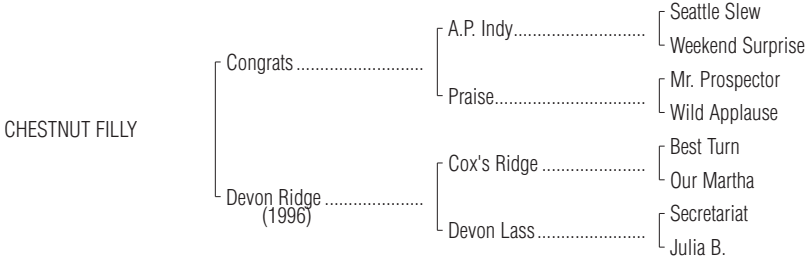 Seattle Slew
A.P. Indy
Weekend Surprise
Congrats
Mr. Prospector
Praise
Wild Applause
CHESTNUT FILLY
Best Turn
Cox's Ridge
Our Martha
Devon Ridge
(1996)
Secretariat
Devon Lass
Julia B.